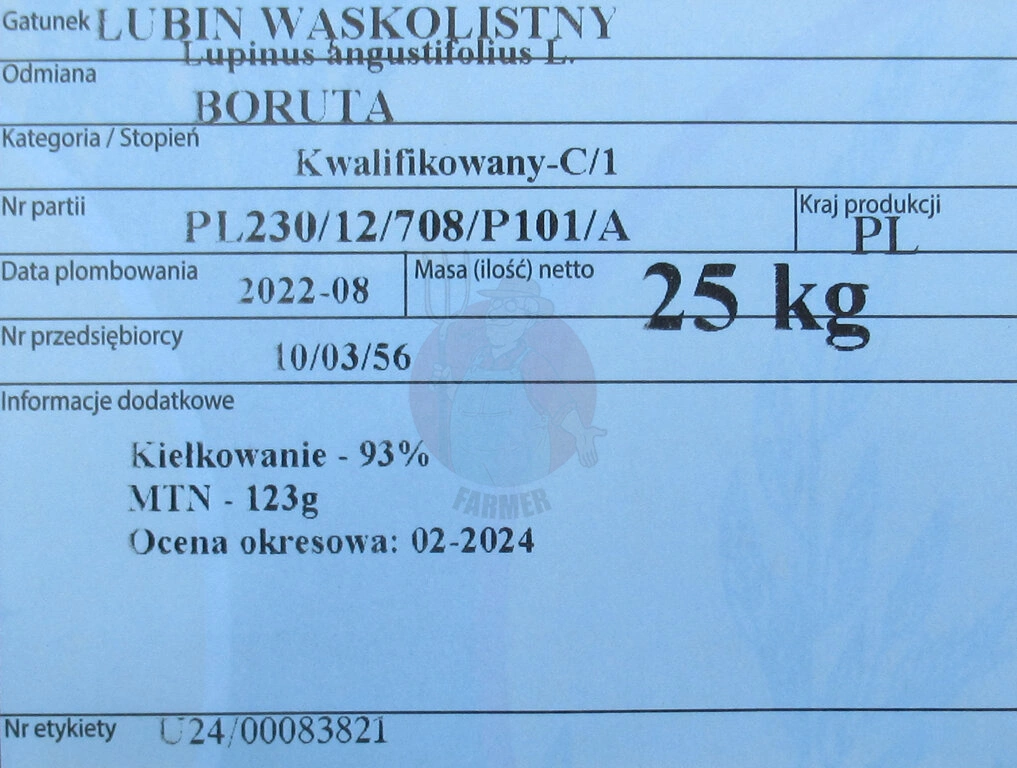 Gatunek LUBIN WĄSKOLISTNY
Lupinus angustifolius L.
Odmiana
BORUTA
Kategoria / Stopień
Kwalifikowany-C/1
Nr partii PL230/12/708/P101/A Kraj produkcji PL
Data plombowania 2022-08 Masa (ilość) netto 25 kg
Nr przedsiębiorcy 10/03/56
Informacje dodatkowe
Kiełkowanie - 93%
MTN - 123g
FARMER
Ocena okresowa: 02-2024
Nr etykiety U24/00083821